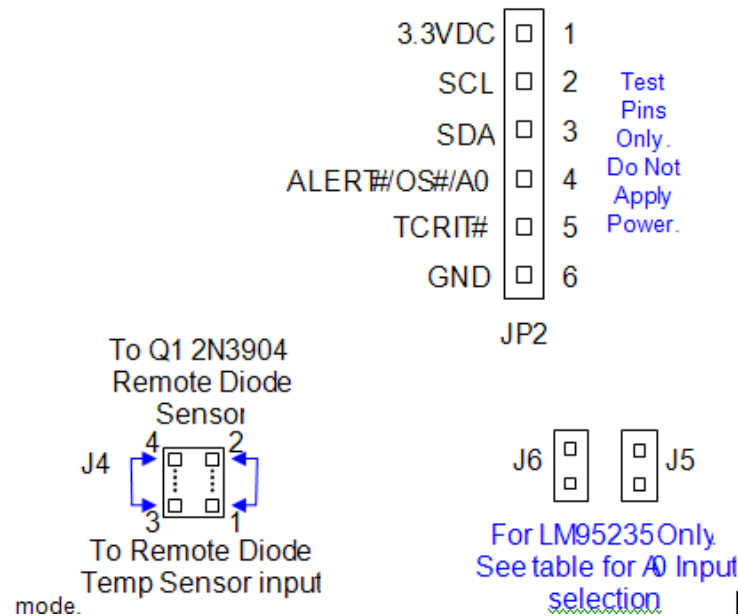 3.3VDC 1
SCL 2
SDA 3
ALERT#/OS#/A0 4
TCRIT# 5
GND 6
Test
Pins
Only.
Do Not
Apply
Power.
JP2
To Q1 2N3904
Remote Diode
Sensor
4 2
J4
3 1
To Remote Diode
Temp Sensor input
mode.
J6 J5
For LM95235 Only.
See table for A0 Input
selection